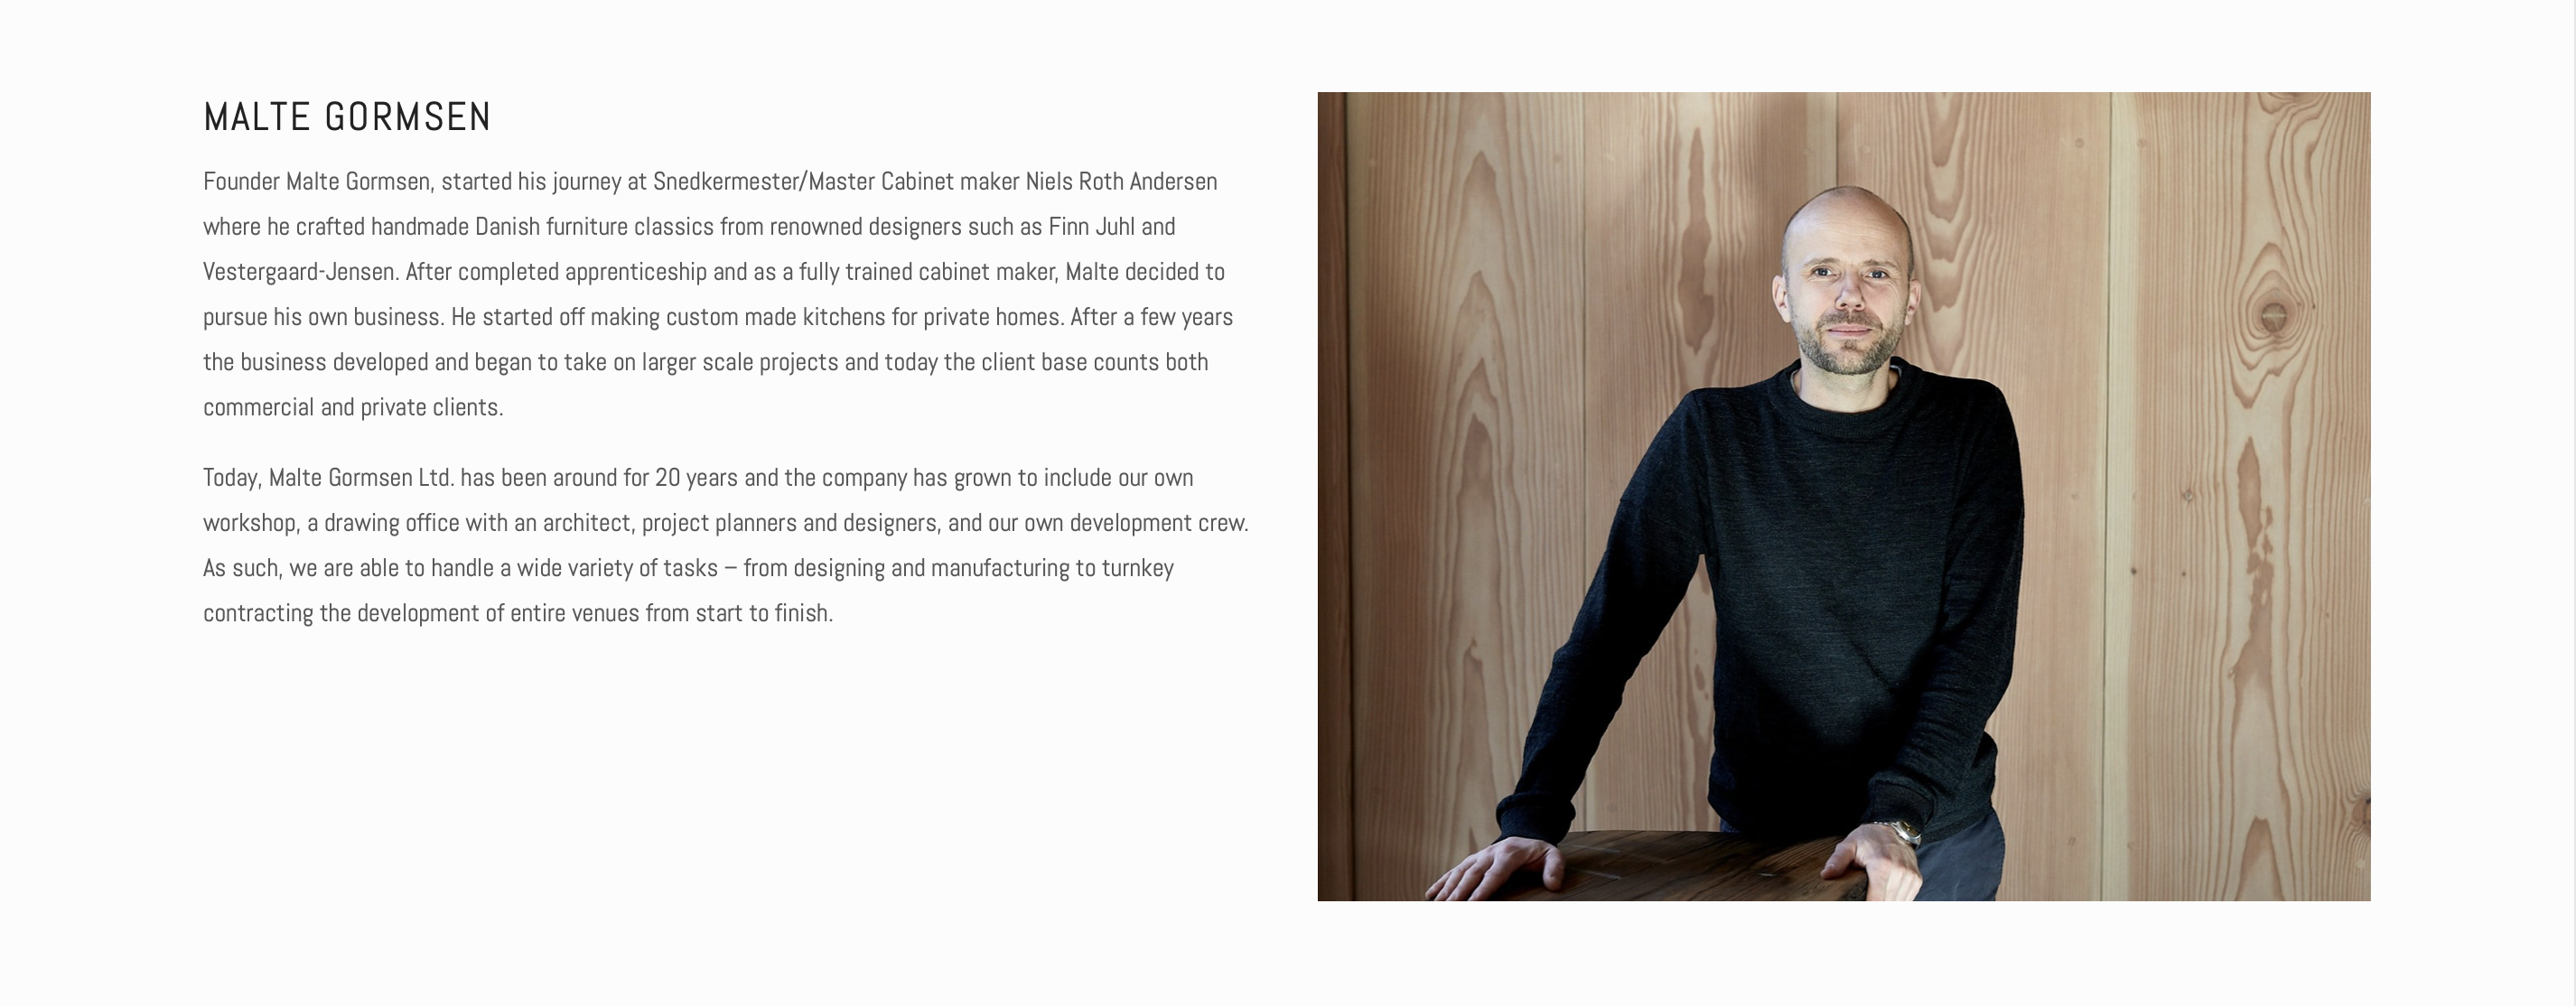 MALTE GORMSEN
Founder Malte Gormsen, started his journey at Snedkermester/Master Cabinet maker Niels Roth Andersen
where he crafted handmade Danish furniture classics from renowned designers such as Finn Juhl and
Vestergaard-Jensen. After completed apprenticeship and as a fully trained cabinet maker, Malte decided to
pursue his own business. He started off making custom made kitchens for private homes. After a few years
the business developed and began to take on larger scale projects and today the client base counts both
commercial and private clients.
Today, Malte Gormsen Ltd. has been around for 20 years and the company has grown to include our own
workshop, a drawing office with an architect, project planners and designers, and our own development crew.
As such, we are able to handle a wide variety of tasks – from designing and manufacturing to turnkey
contracting the development of entire venues from start to finish.